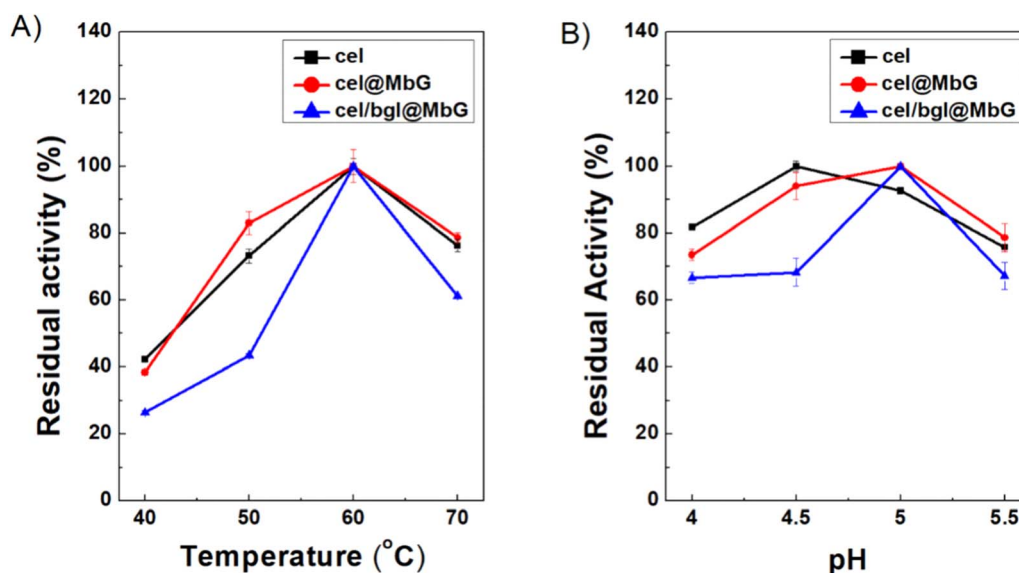 A)
140
120
100
80
60
40
20
0
Residual activity (%)
cel
cel@MbG
cel/bgl@MbG
40 50 60 70
Temperature (°C)
B)
140
120
100
80
60
40
20
0
Residual Activity (%)
cel
cel@MbG
cel/bgl@MbG
4 4.5 5 5.5
pH